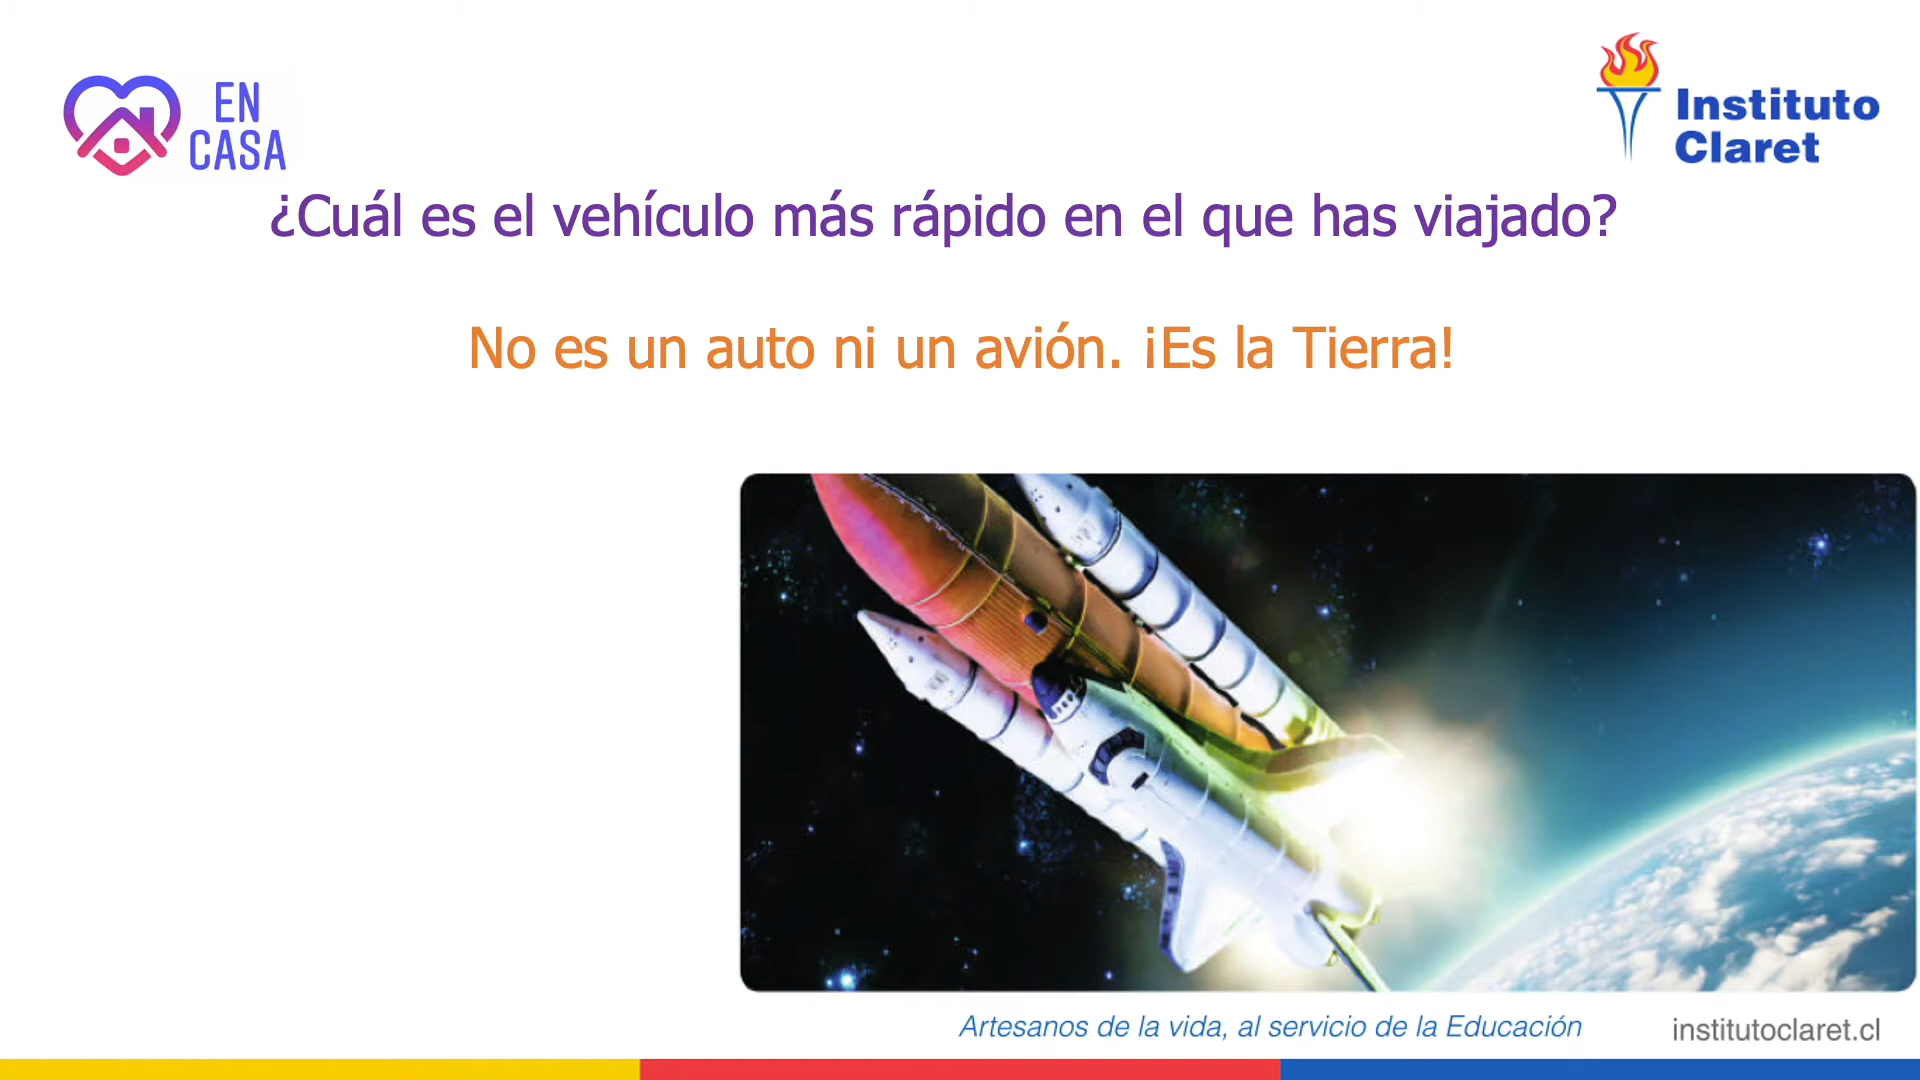 EN
CASA
Instituto
Claret
¿Cuál es el vehículo más rápido en el que has viajado?
No es un auto ni un avión. ¡Es la Tierra!
Artesanos de la vida, al servicio de la Educación
institutoclaret.cl